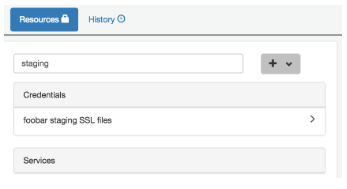 Resources History
staging
Credentials
foobar staging SSL files
Services